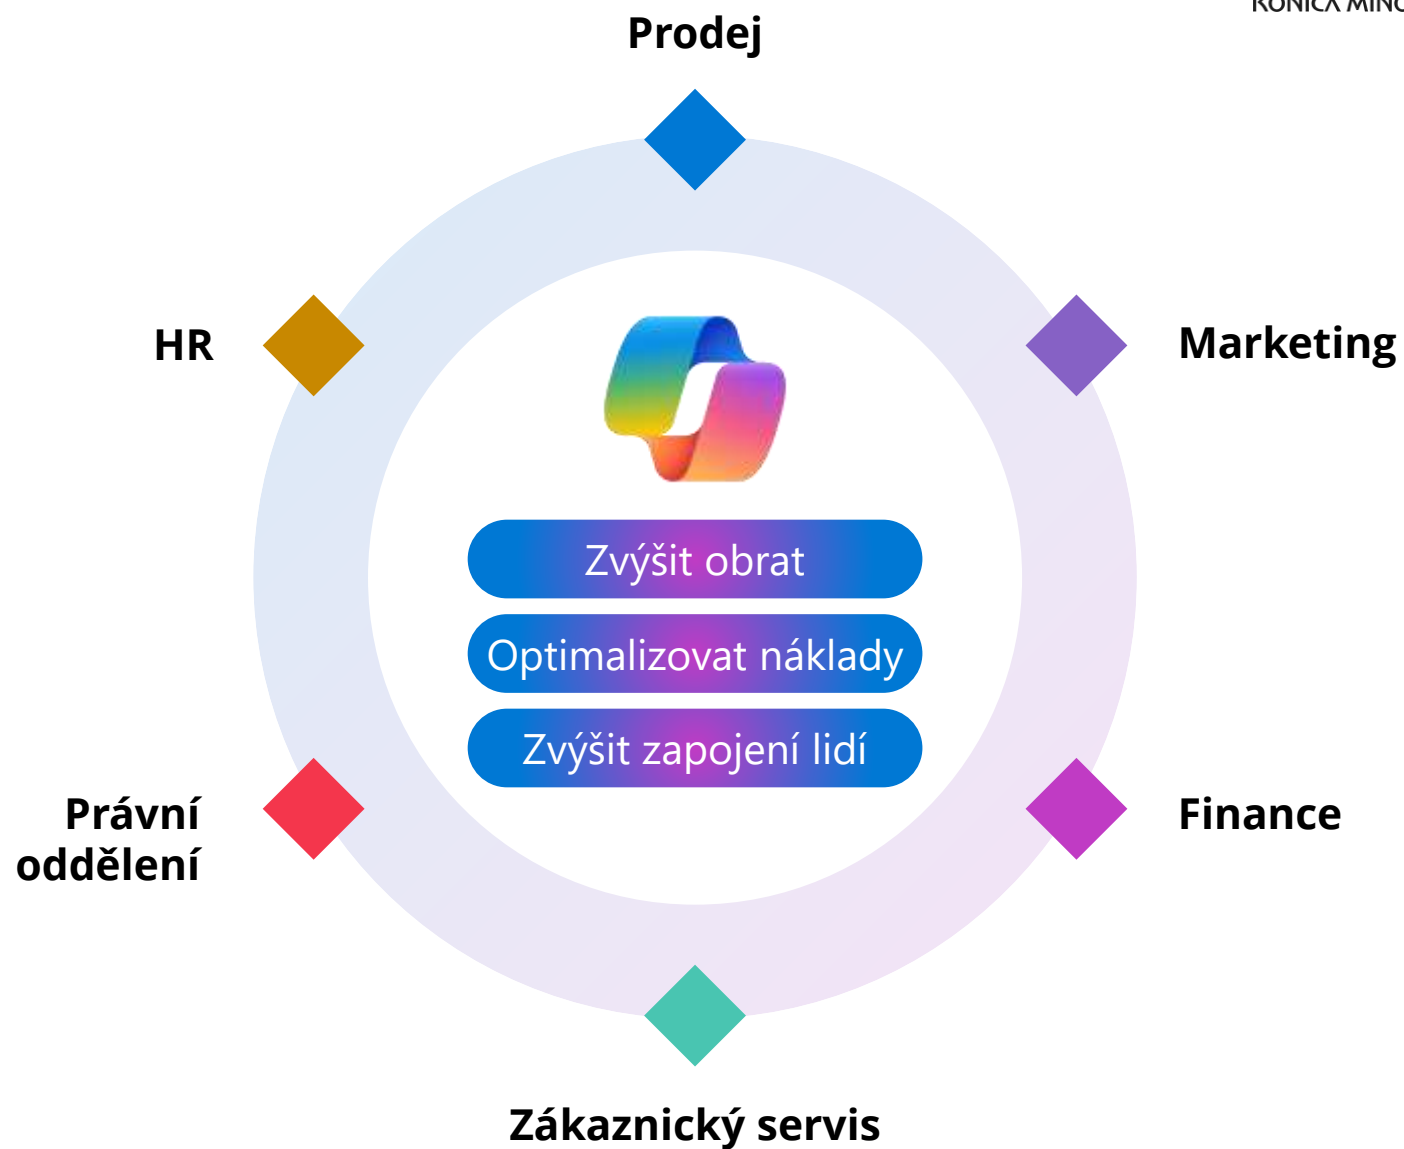 Prodej
HR
Marketing
Zvýšit obrat
Optimalizovat náklady
Zvýšit zapojení lidí
Právní
oddělení
Finance
Zákaznický servis